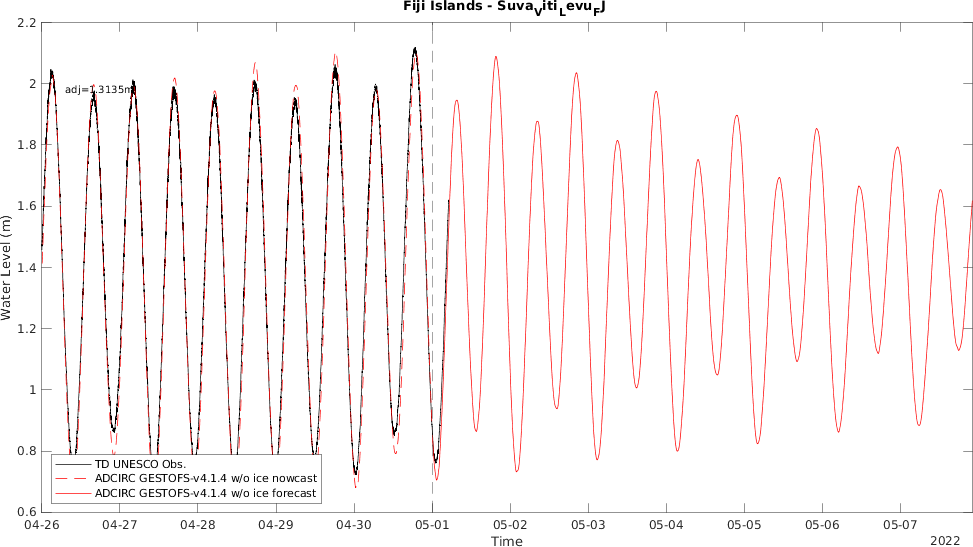 Fiji Islands - SuvaViti LevuFJ
2.2
2
1.8
1.6
1.4
1.2
1
0.8
0.6
Water Level (m)
adj=1.3135m
TD UNESCO Obs.
ADCIRC GESTOFS-v4.1.4 w/o ice nowcast
ADCIRC GESTOFS-v4.1.4 w/o ice forecast
04-26 04-27 04-28 04-29 04-30 05-01 05-02 05-03 05-04 05-05 05-06 05-07
Time
2022